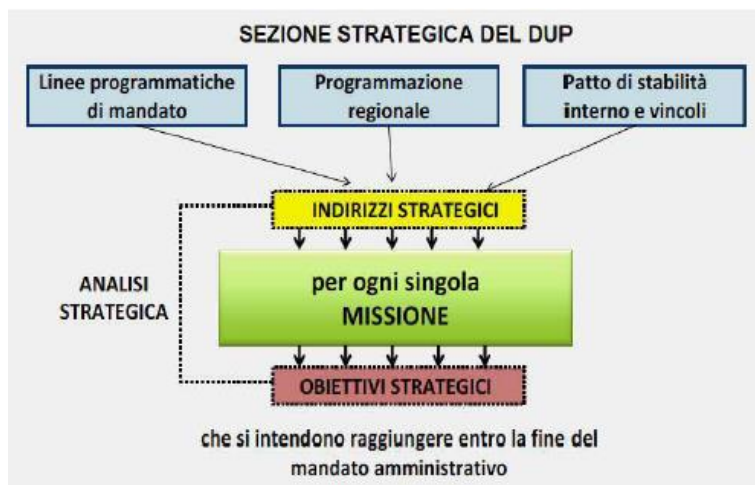 SEZIONE STRATEGICA DEL DUP
Linee programmatiche
di mandato
Programmazione
regionale
Patto di stabilità
interno e vincoli
INDIRIZZI STRATEGICI
per ogni singola
MISSIONE
ANALISI
STRATEGICA
OBIETTIVI STRATEGICI
che si intendono raggiungere entro la fine del
mandato amministrativo